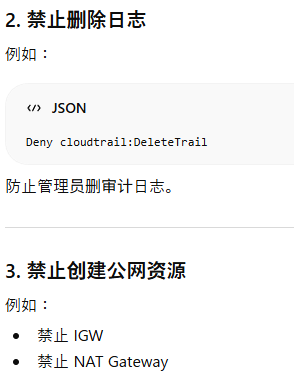 2. 禁止删除日志
例如：
</> JSON
Deny cloudtrail:DeleteTrail
防止管理员删审计日志。
3. 禁止创建公网资源
例如：
• 禁止 IGW
• 禁止 NAT Gateway